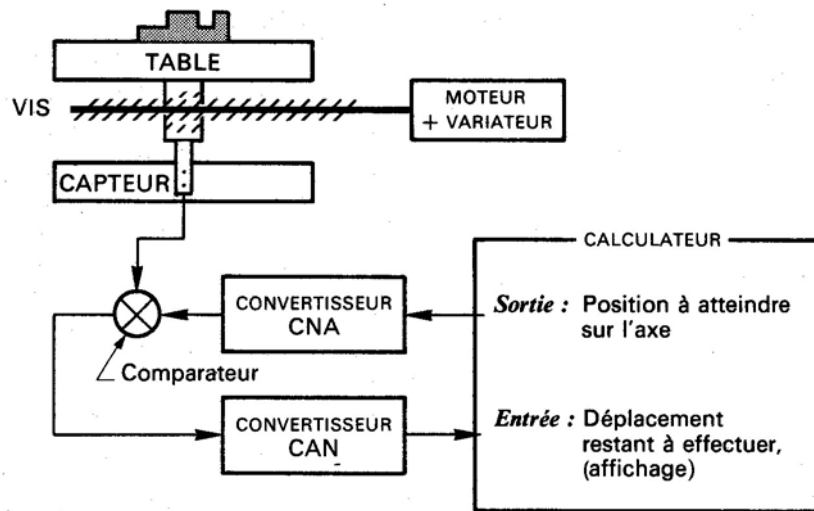 TABLE
VIS
MOTEUR
+ VARIATEUR
CAPTEUR
CALCULATEUR
CONVERTISSEUR
CNA
Sortie : Position à atteindre
sur l'axe
Comparateur
CONVERTISSEUR
CAN
Entrée : Déplacement
restant à effectuer,
(affichage)